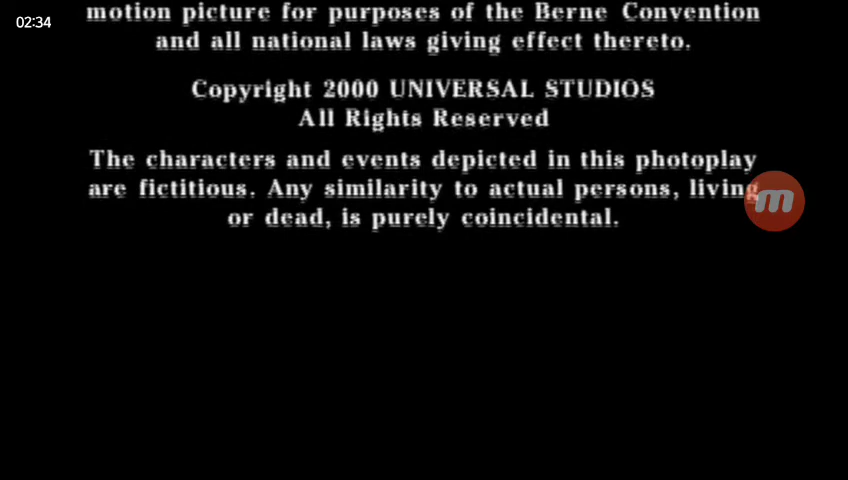 02:34
motion picture for purposes of the Berne Convention
and all national laws giving effect thereto.
Copyright 2000 UNIVERSAL STUDIOS
All Rights Reserved
The characters and events depicted in this photoplay
are fictitious. Any similarity to actual persons, living
or dead, is purely coincidental.